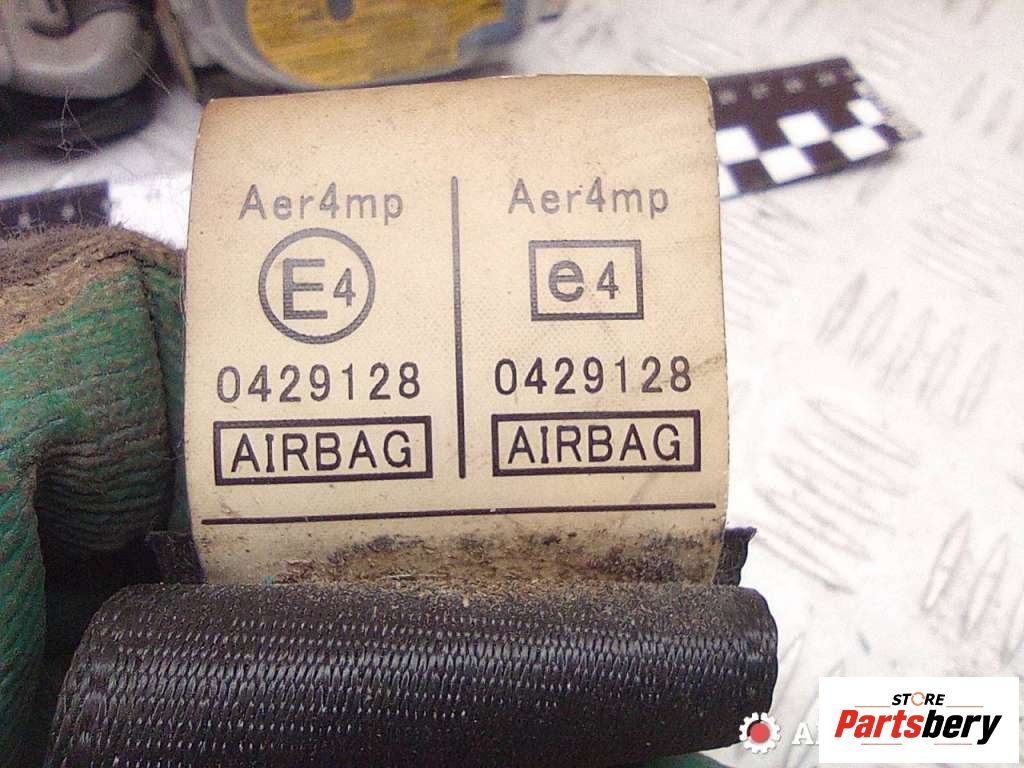 Aer4mp
E4
0429128
AIRBAG
Aer4mp
e4
0429128
AIRBAG
STORE
Partsbery